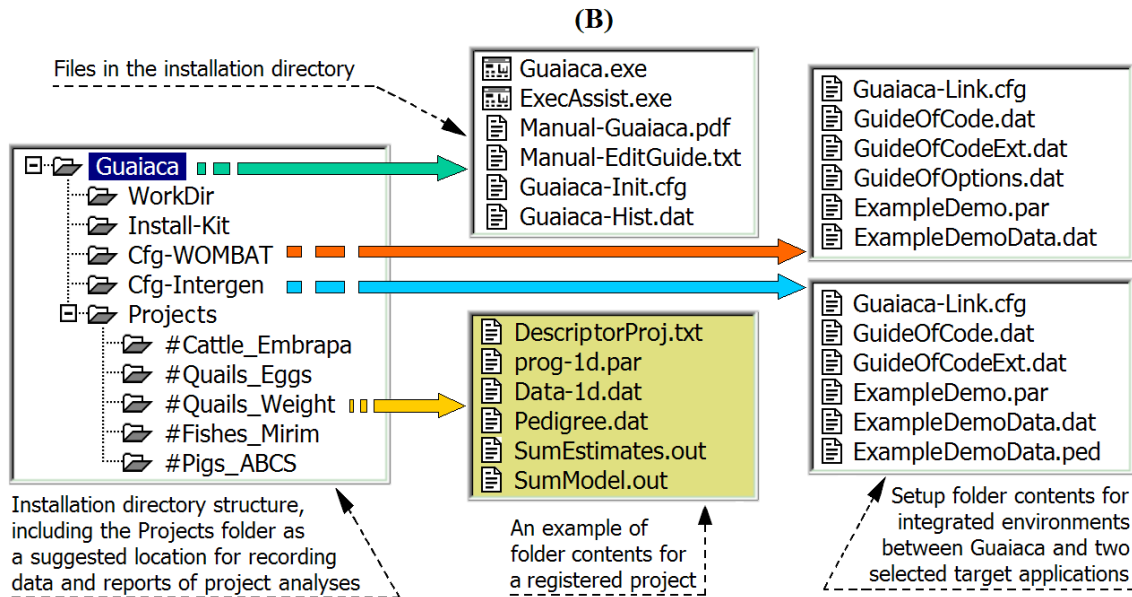 (B)
Files in the installation directory
Guaiaca
WorkDir
Install-Kit
Cfg-WOMBAT
Cfg-Intergen
Projects
#Cattle_Embrapa
#Quails_Eggs
#Quails_Weight
#Fishes_Mirim
#Pigs_ABCS
Installation directory structure,
including the Projects folder as
a suggested location for recording
data and reports of project analyses
Guaiaca.exe
ExecAssist.exe
Manual-Guaiaca.pdf
Manual-EditGuide.txt
Guaiaca-Init.cfg
Guaiaca-Hist.dat
DescriptorProj.txt
prog-1d.par
Data-1d.dat
Pedigree.dat
SumEstimates.out
SumModel.out
An example of
folder contents for
a registered project
Guaiaca-Link.cfg
GuideOfCode.dat
GuideOfCodeExt.dat
GuideOfOptions.dat
ExampleDemo.par
ExampleDemoData.dat
Guaiaca-Link.cfg
GuideOfCode.dat
GuideOfCodeExt.dat
ExampleDemo.par
ExampleDemoData.dat
ExampleDemoData.ped
Setup folder contents for
integrated environments
between Guaiaca and two
selected target applications